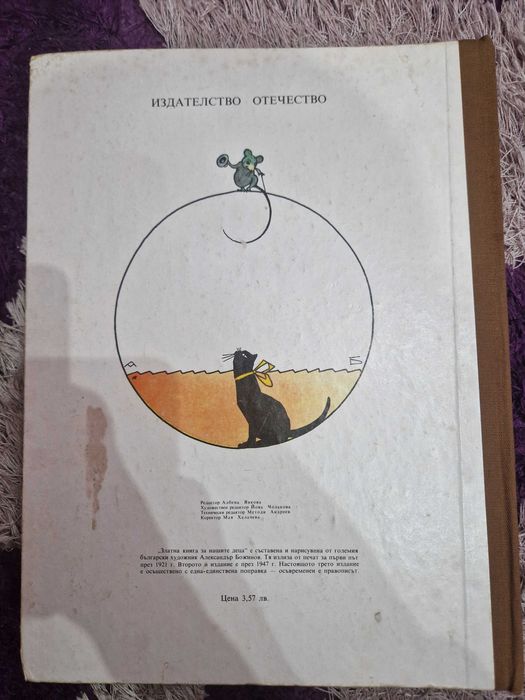 ИЗДАТЕЛСТВО ОТЕЧЕСТВО
А Б
Редактор Албена Янкова
Художествен редактор Йова Чолакова
Технически редактор Методи Андреев
Коректор Мая Халачева
„Златна книга за нашите деца“ е съставена и нарисувана от големия
български художник Александър Божинов. Тя излиза от печат за първи път
през 1921 г. Второто ѝ издание е през 1947 г. Настоящото трето издание
е осъществено с една-единствена поправка — осъвременен е правописът.
Цена 3,57 лв.